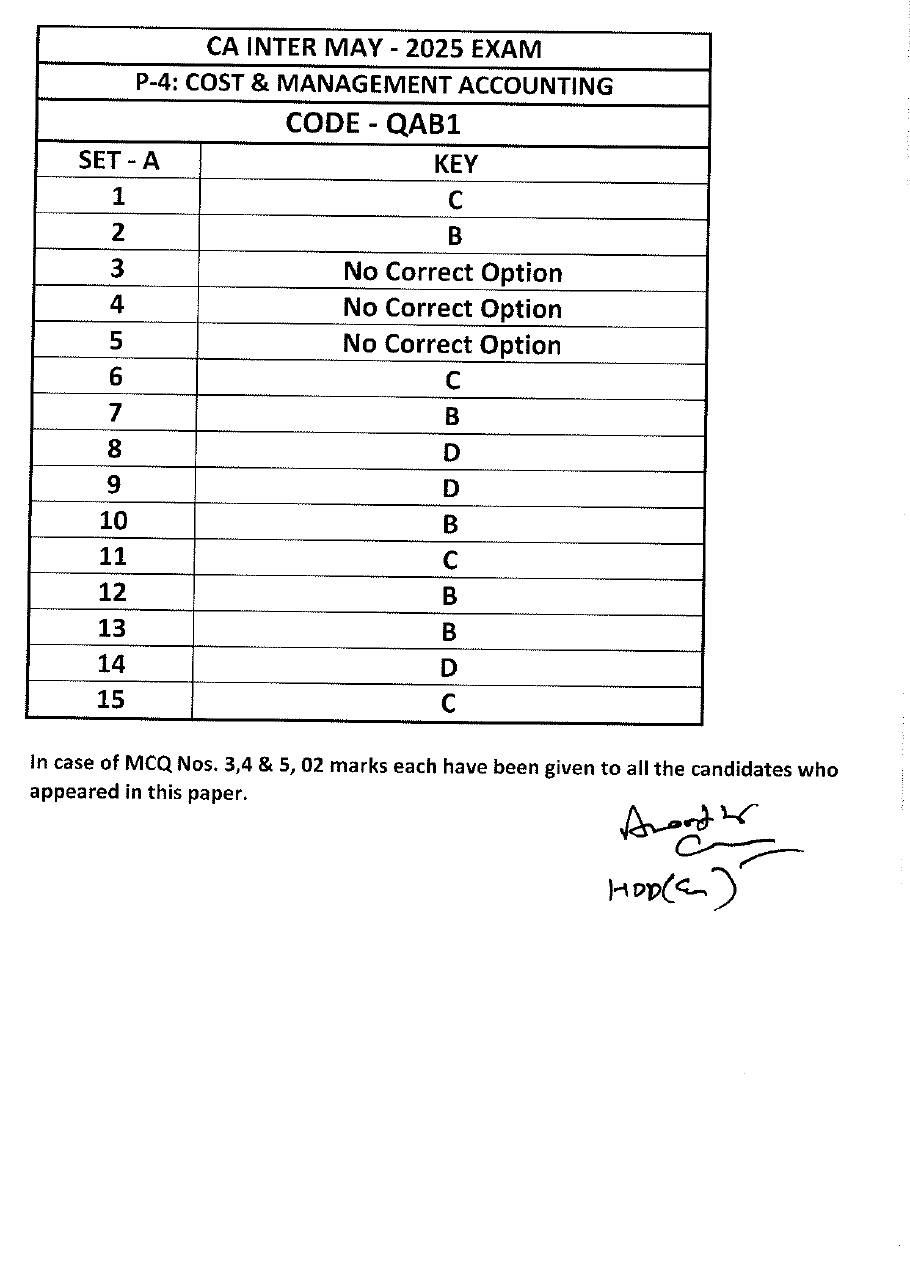 CA INTER MAY - 2025 EXAM
P-4: COST & MANAGEMENT ACCOUNTING
CODE - QAB1
SET - A KEY
1 C
2 B
3 No Correct Option
4 No Correct Option
5 No Correct Option
6 C
7 B
8 D
9 D
10 B
11 C
12 B
13 B
14 D
15 C
In case of MCQ Nos. 3,4 & 5, 02 marks each have been given to all the candidates who
appeared in this paper.
HDD